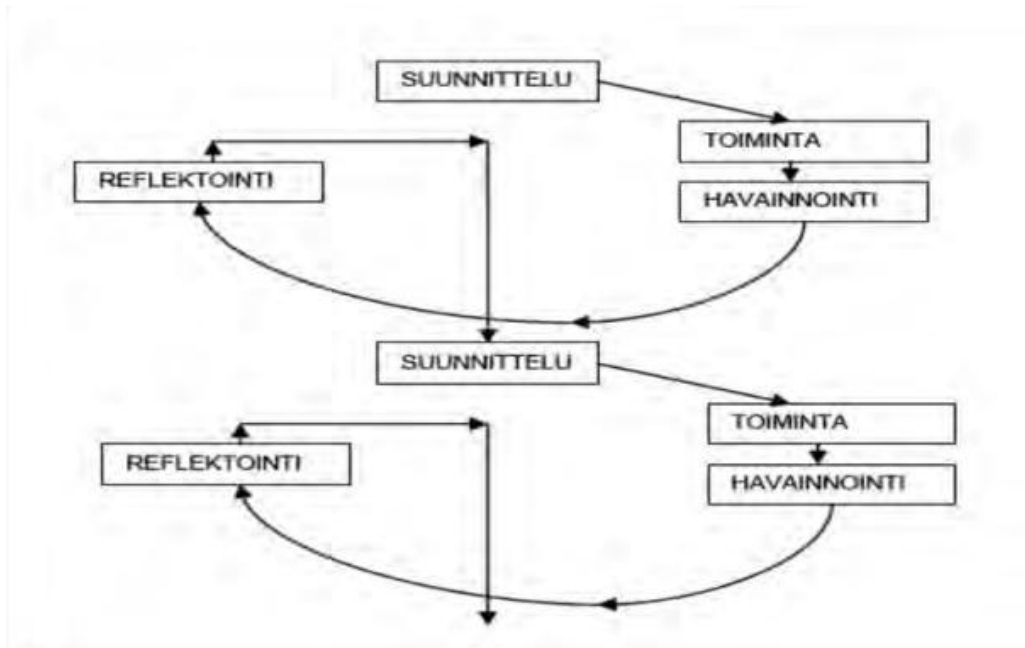 SUUNNITTELU
TOIMINTA
REFLEKTOINTI
HAVAINNOINTI
SUUNNITTELU
TOIMINTA
REFLEKTOINTI
HAVAINNOINTI